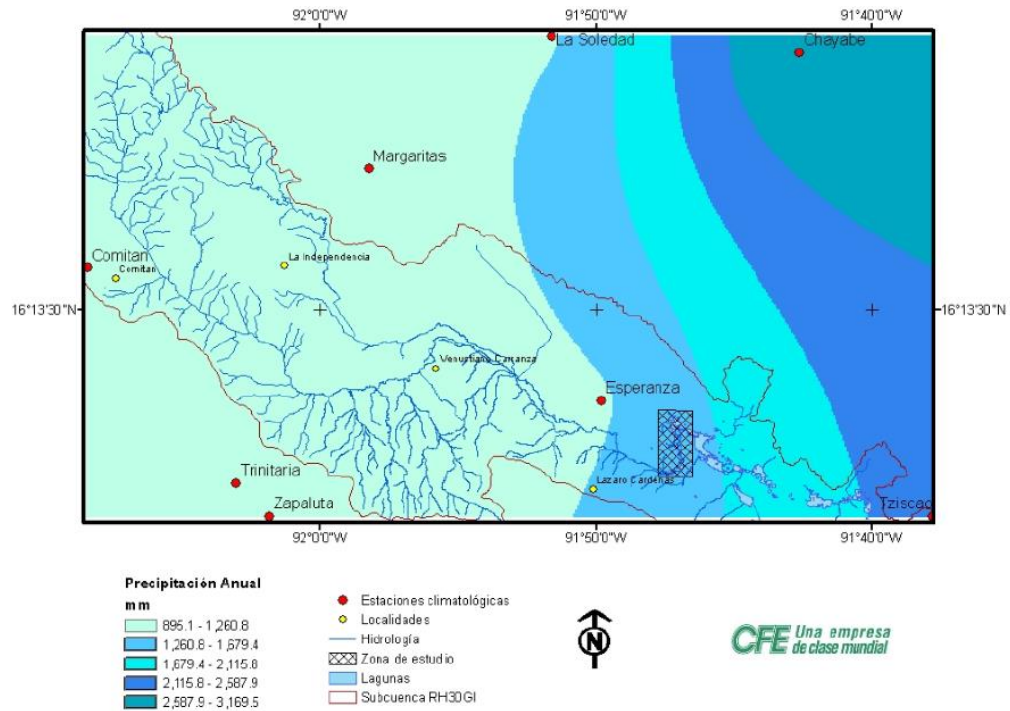 92°0'0"W 91°50'0"W 91°40'0"W
La Soledad
Chayabe
Margaritas
Comitan
Comitan
La Independencia
16°13'30"N 16°13'30"N
Venustiano Carranza
Esperanza
Trinitaria
Lazaro Cardenas
Zapaluta
Tziscao
92°0'0"W 91°50'0"W 91°40'0"W
Precipitación Anual
mm
895.1 - 1,260.8
1,260.8 - 1,679.4
1,679.4 - 2,115.8
2,115.8 - 2,587.9
2,587.9 - 3,169.5
Estaciones climatológicas
Localidades
Hidrología
Zona de estudio
Lagunas
Subcuenca RH30GI
N
CFE Una empresa
de clase mundial